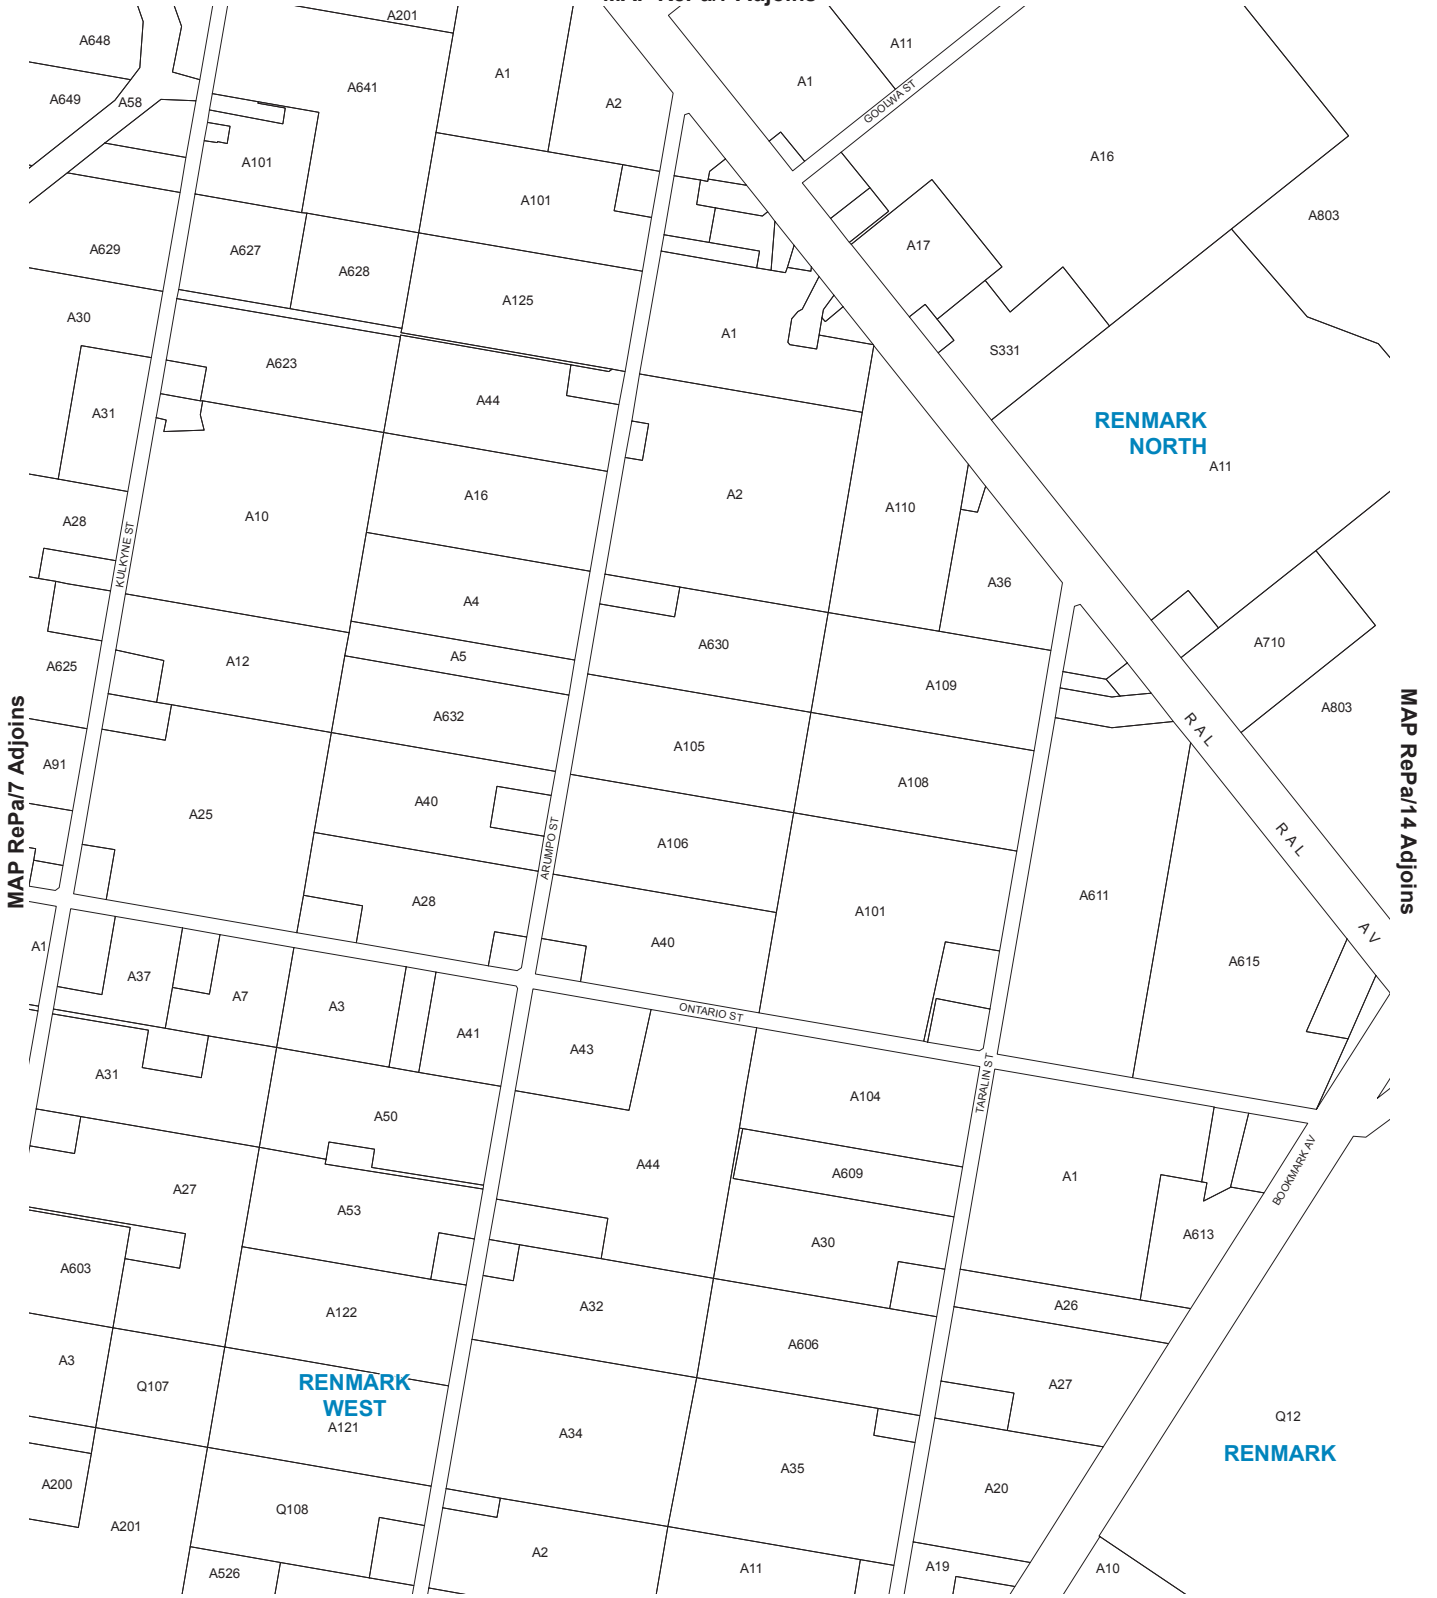 A201
A648
A641
A1
A2
A11
A1
A649
A58
GOOLWA ST
A101
A101
A16
A803
A629
A627
A628
A125
A17
A30
A623
A1
S331
A31
A44
RENMARK
NORTH
A11
A28
A10
A16
A2
A110
KULKYNE ST
A4
A36
A625
A12
A5
A630
A710
A109
A632
A803
MAP RePa/7 Adjoins
MAP RePa/14 Adjoins
RAL
A91
A105
A108
A25
A40
A106
RAL
ARUMPO ST
A28
A101
A611
AV
A1
A37
A7
A3
A41
A40
A615
ONTARIO ST
A43
A31
A50
A104
TARALIN ST
A44
A609
A1
BOOKMARK AV
A27
A53
A30
A613
A603
A122
A32
A606
A26
A3
Q107
RENMARK
WEST
A121
A27
A34
Q12
RENMARK
A35
A200
A201
Q108
A20
A526
A2
A11
A19
A10